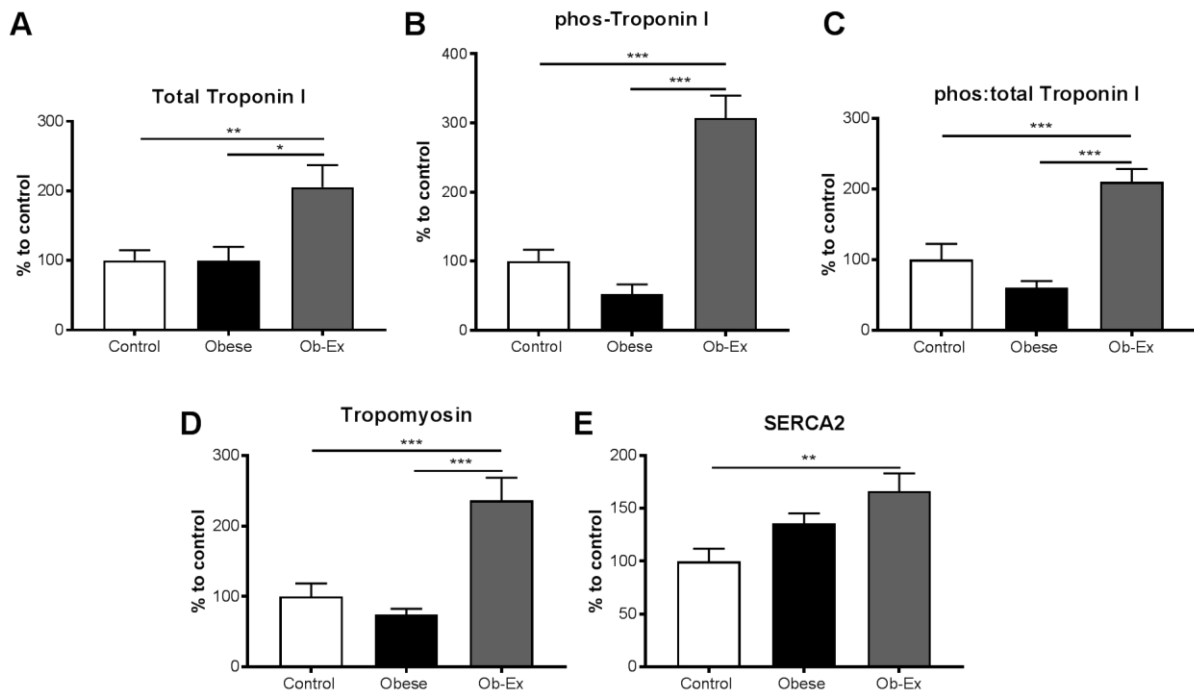 A
Total Troponin I
% to control
300
200
100
0
**
*
Control Obese Ob-Ex
B
phos-Troponin I
% to control
400
300
200
100
0
***
***
Control Obese Ob-Ex
C
phos:total Troponin I
% to control
300
200
100
0
***
***
Control Obese Ob-Ex
D
Tropomyosin
% to control
300
200
100
0
***
***
Control Obese Ob-Ex
E
SERCA2
% to control
200
150
100
50
0
**
Control Obese Ob-Ex